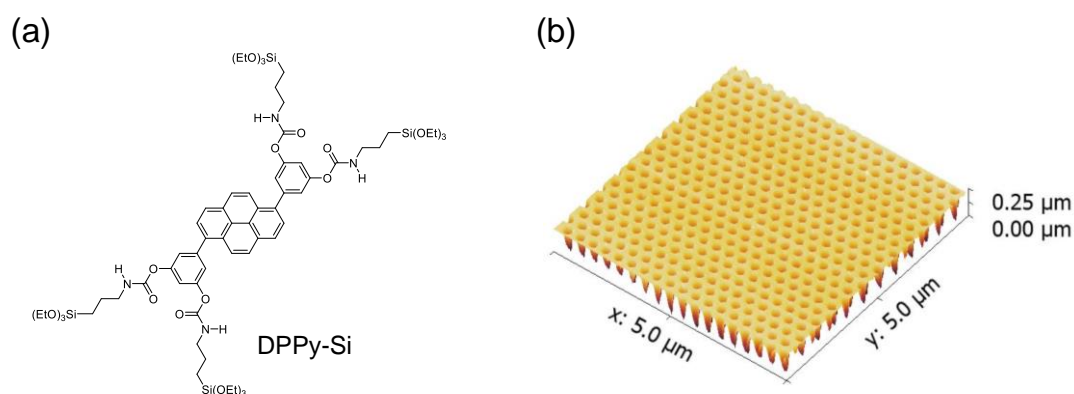 (a)
(b)
(EtO)₃Si
H-N
O
O
Si(OEt)₃
O
O
N
H
H
N
O
O
O
O
N-H
(EtO)₃Si
Si(OEt)₃
DPPy-Si
0.25 µm
0.00 µm
x: 5.0 µm
y: 5.0 µm